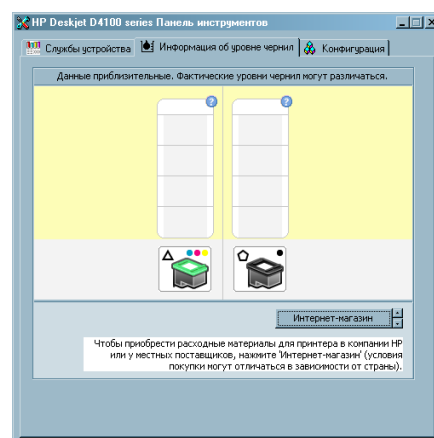 HP Deskjet D4100 series Панель инструментов
Службы устройства Информация об уровне чернил Конфигурация
Данные приблизительные. Фактические уровни чернил могут различаться.
? ?
Интернет-магазин
Чтобы приобрести расходные материалы для принтера в компании HP
или у местных поставщиков, нажмите 'Интернет-магазин' (условия
покупки могут отличаться в зависимости от страны).